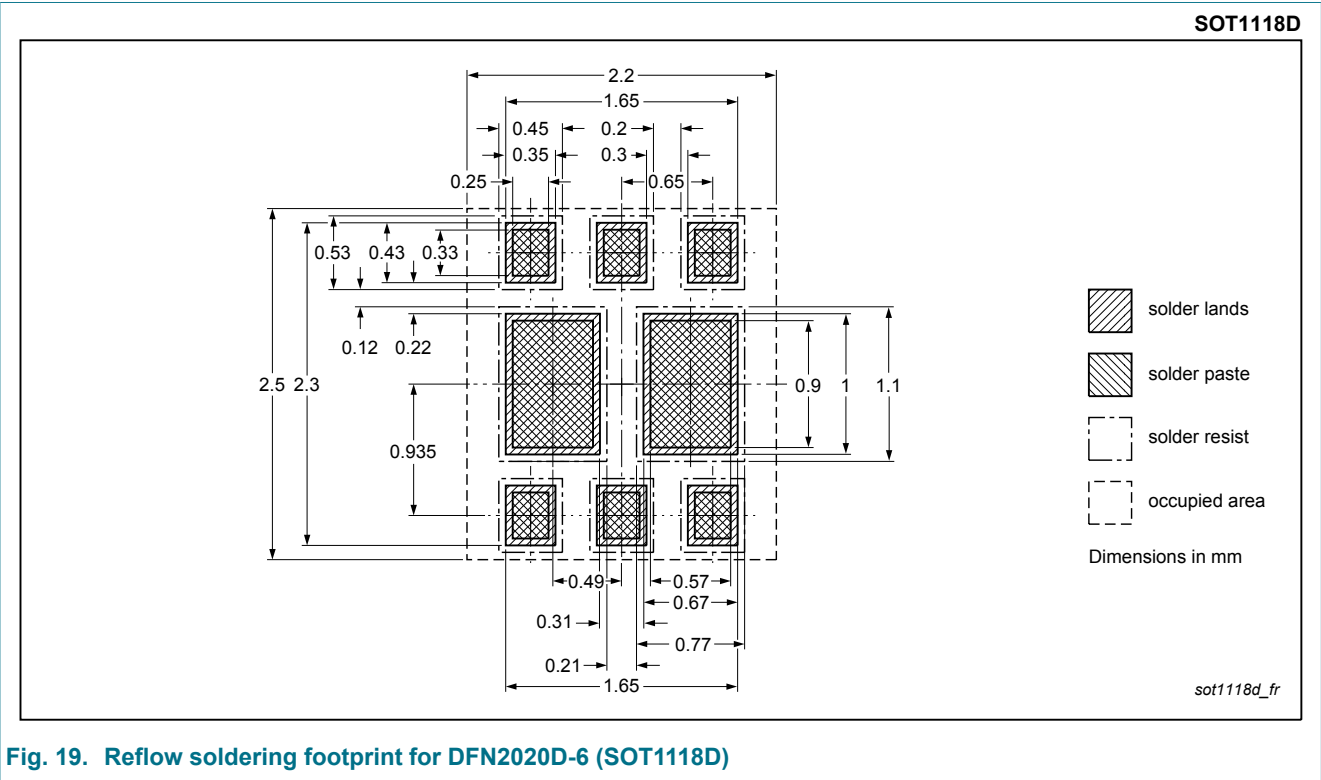 SOT1118D
2.2
1.65
0.45 0.2
0.35 0.3
0.25 0.65
0.53 0.43 0.33
solder lands
0.12 0.22
solder paste
2.5 2.3 0.9 1 1.1
solder resist
0.935
occupied area
Dimensions in mm
0.49 0.57
0.67
0.31
0.77
0.21
1.65
sot1118d_fr
Fig. 19. Reflow soldering footprint for DFN2020D-6 (SOT1118D)